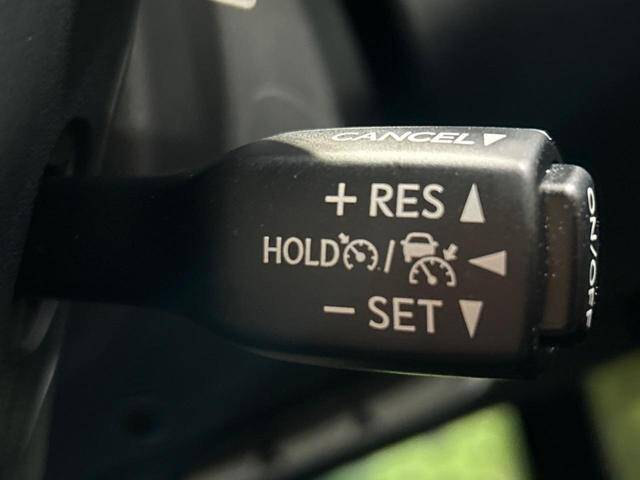 CANCEL▼
+ RES ▲
HOLD / ◀
− SET ▼
ON/OFF